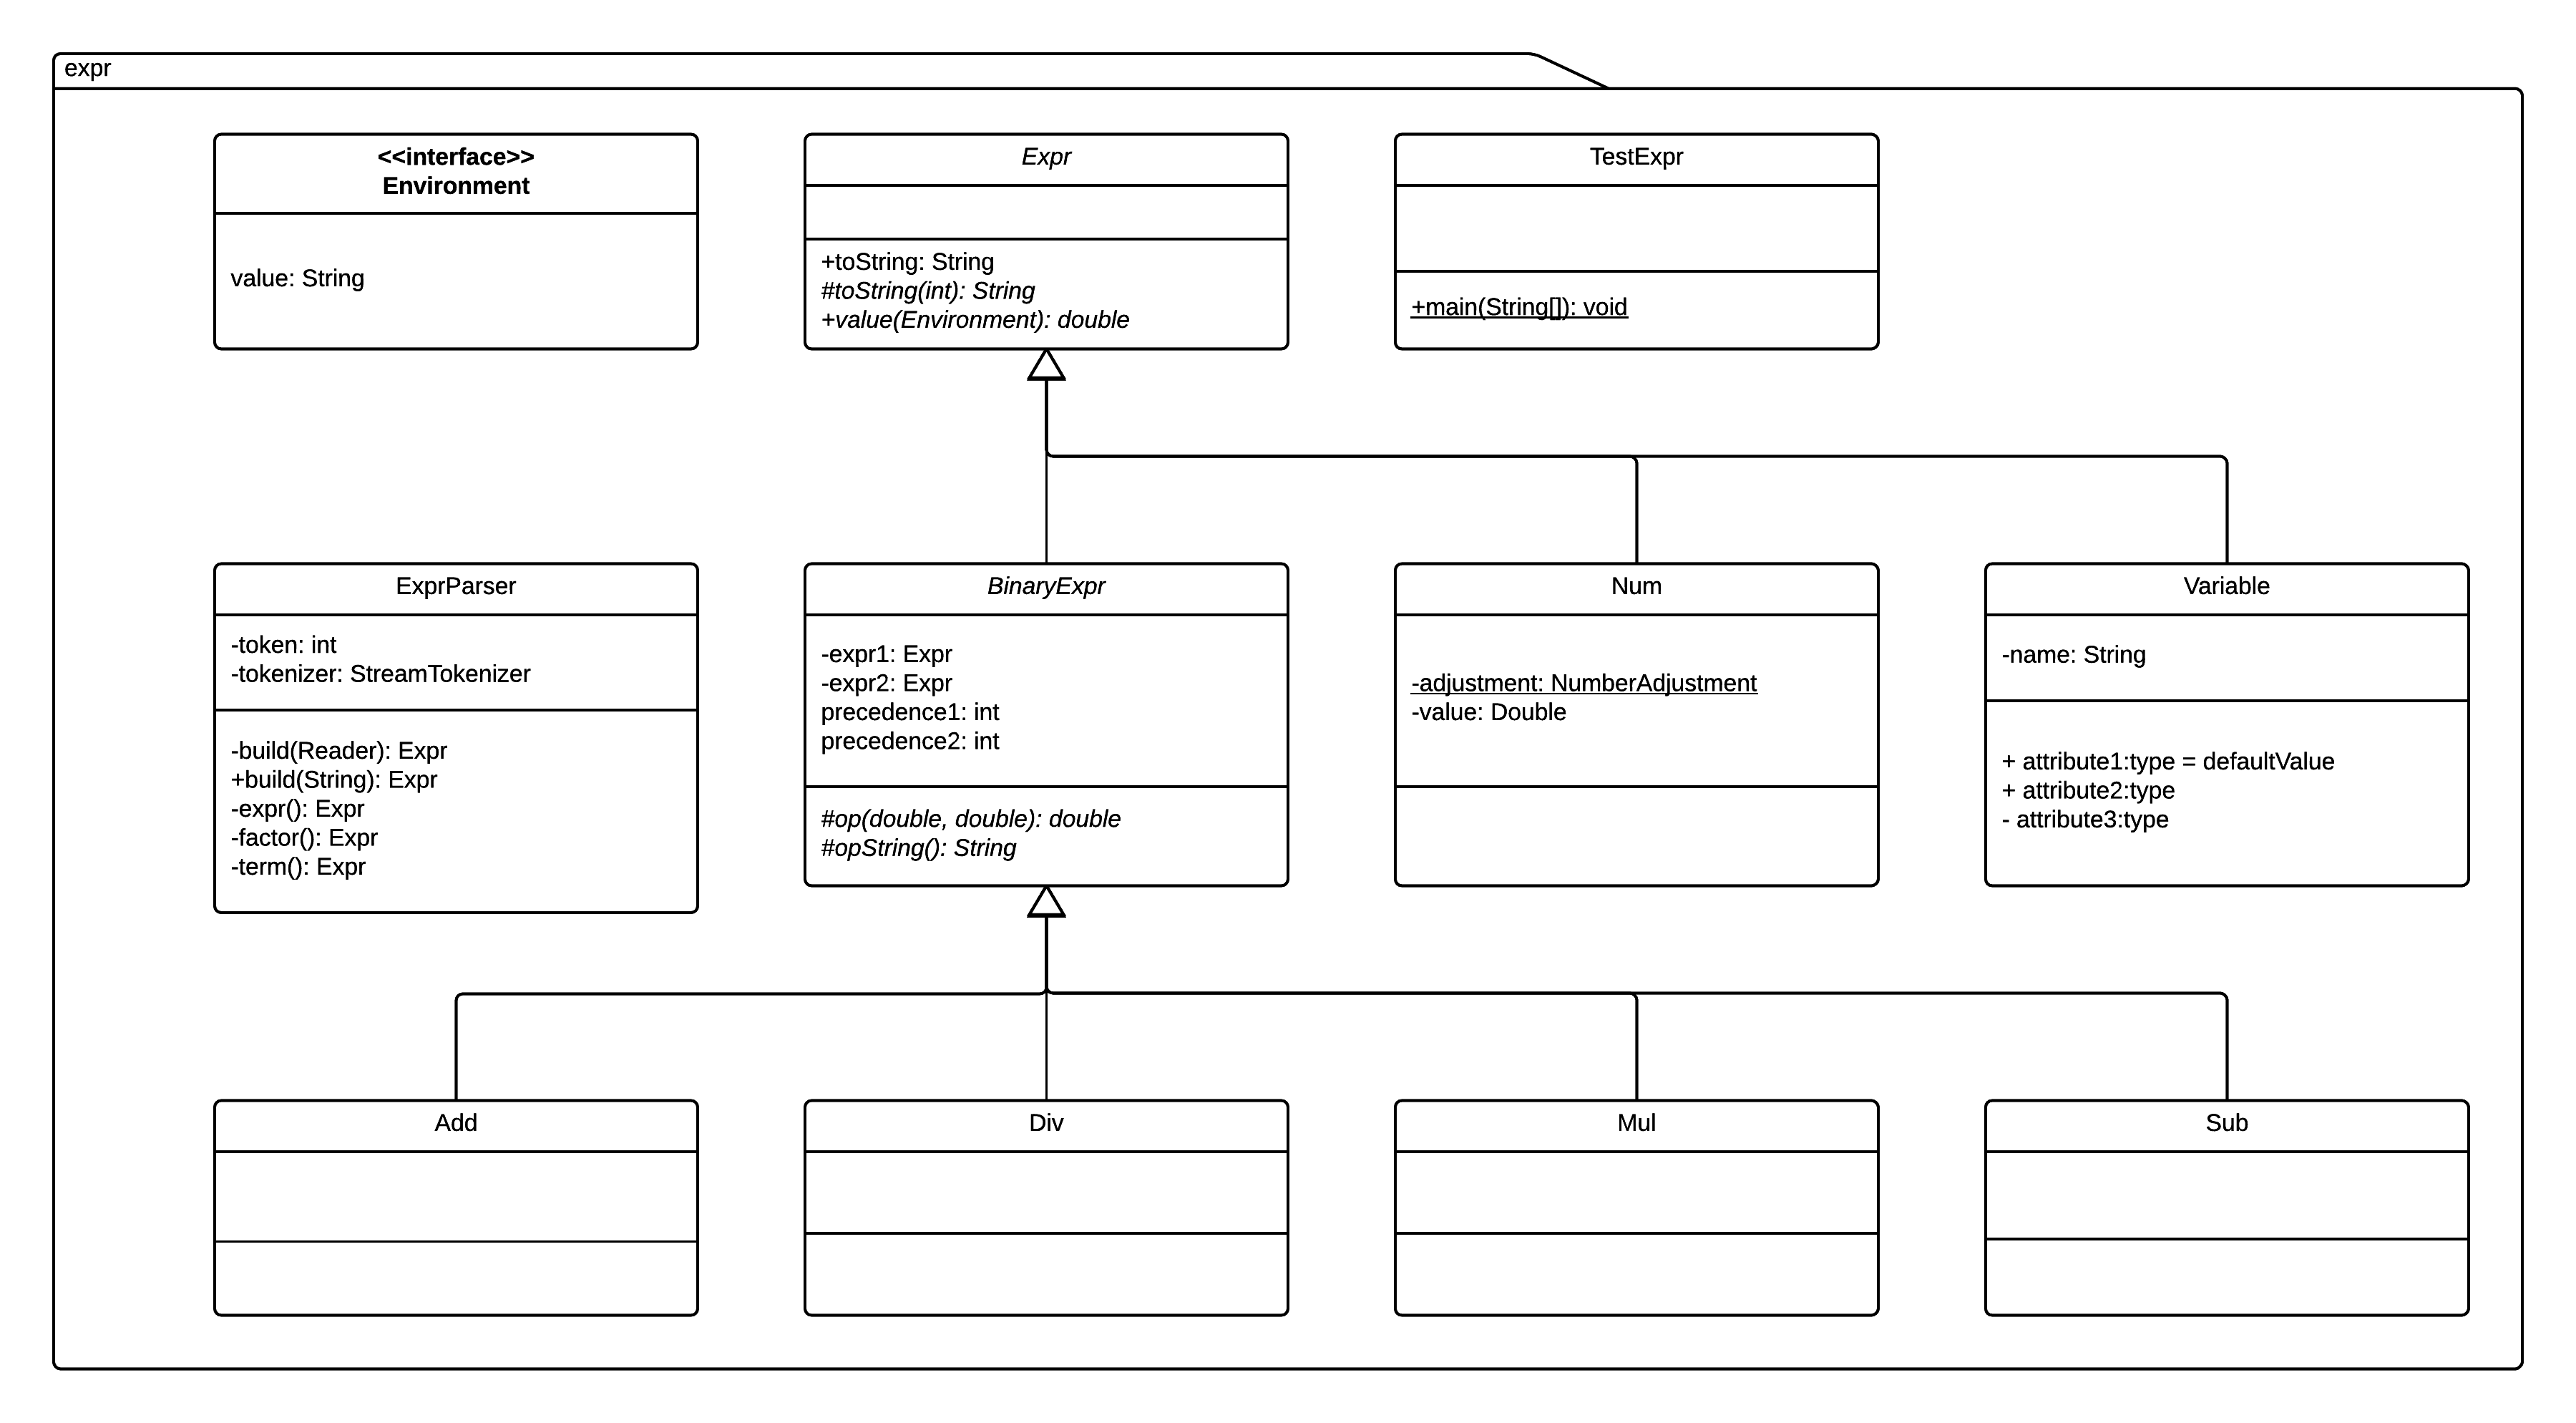 expr
<<interface>>
Environment
value: String
Expr
+toString: String
#toString(int): String
+value(Environment): double
TestExpr
+main(String[]): void
ExprParser
-token: int
-tokenizer: StreamTokenizer
-build(Reader): Expr
+build(String): Expr
-expr(): Expr
-factor(): Expr
-term(): Expr
BinaryExpr
-expr1: Expr
-expr2: Expr
precedence1: int
precedence2: int
#op(double, double): double
#opString(): String
Num
-adjustment: NumberAdjustment
-value: Double
Variable
-name: String
+ attribute1:type = defaultValue
+ attribute2:type
- attribute3:type
Add
Div
Mul
Sub